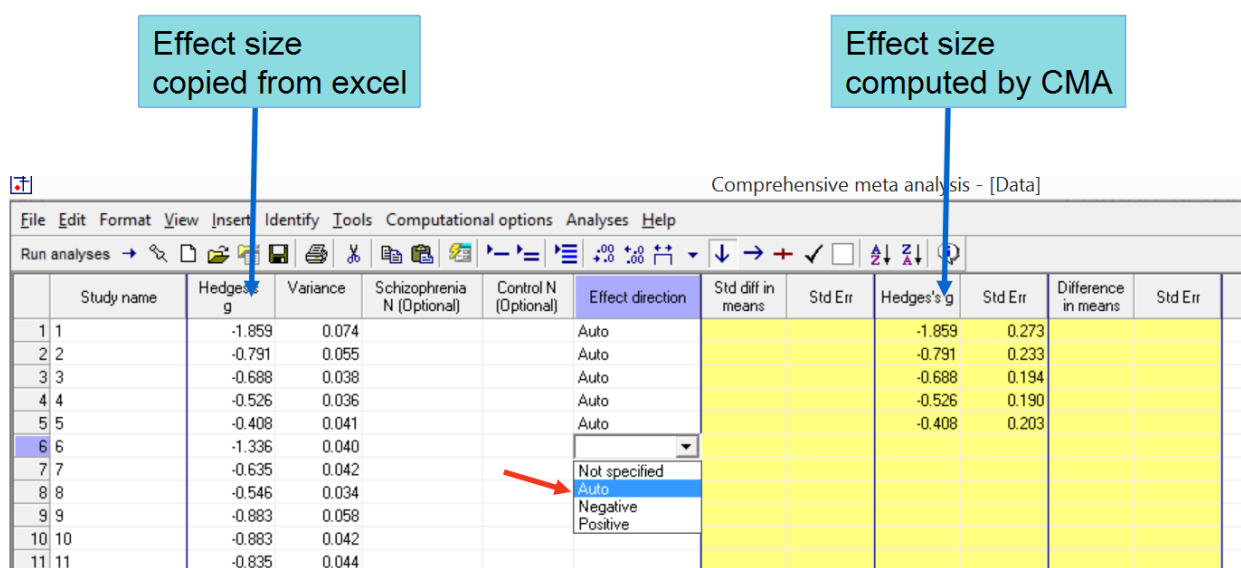 Effect size
copied from excel
Effect size
computed by CMA
Comprehensive meta analysis - [Data]
File Edit Format View Insert Identify Tools Computational options Analyses Help
Run analyses
Study name Hedges's g Variance Schizophrenia N (Optional) Control N (Optional) Effect direction Std diff in means Std Err Hedges's g Std Err Difference in means Std Err
1 1 -1.859 0.074 Auto -1.859 0.273
2 2 -0.791 0.055 Auto -0.791 0.233
3 3 -0.688 0.038 Auto -0.688 0.194
4 4 -0.526 0.036 Auto -0.526 0.190
5 5 -0.408 0.041 Auto -0.408 0.203
6 6 -1.336 0.040
7 7 -0.635 0.042 Not specified
8 8 -0.546 0.034 Auto
9 9 -0.883 0.058 Negative
10 10 -0.883 0.042 Positive
11 11 -0.835 0.044